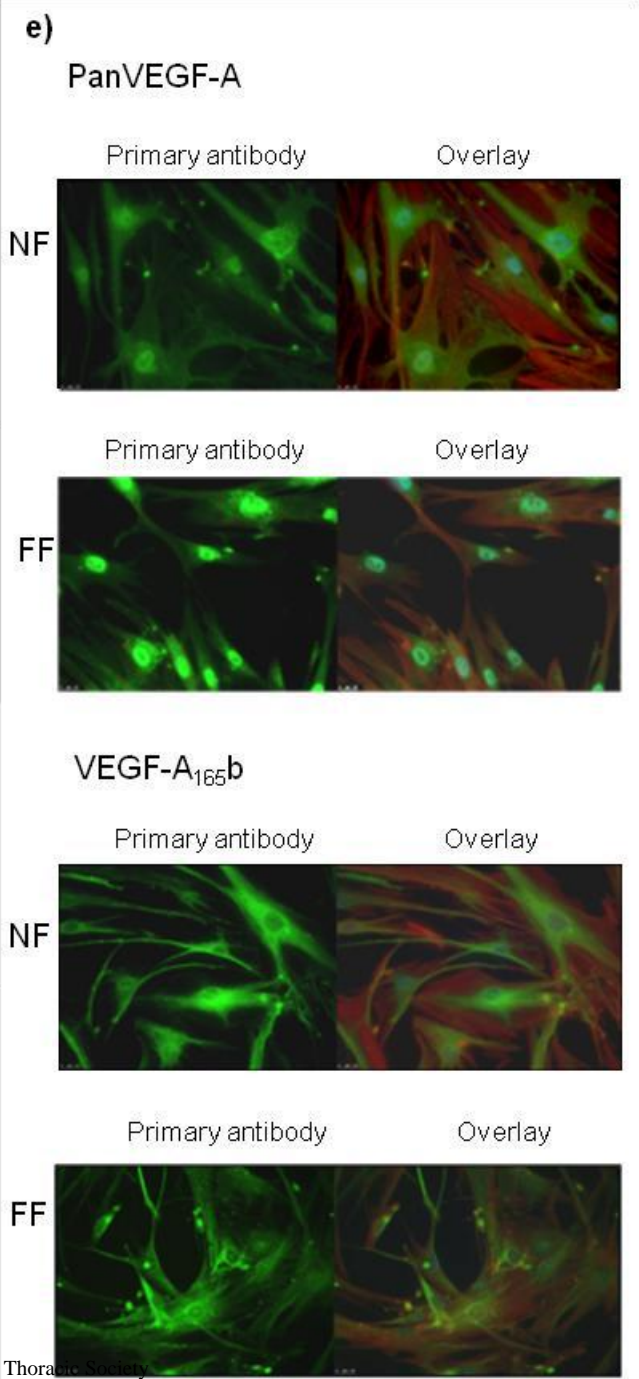 e)
PanVEGF-A
Primary antibody Overlay
NF
Primary antibody Overlay
FF
VEGF-A₁₆₅b
Primary antibody Overlay
NF
Primary antibody Overlay
FF
Thoracic Society